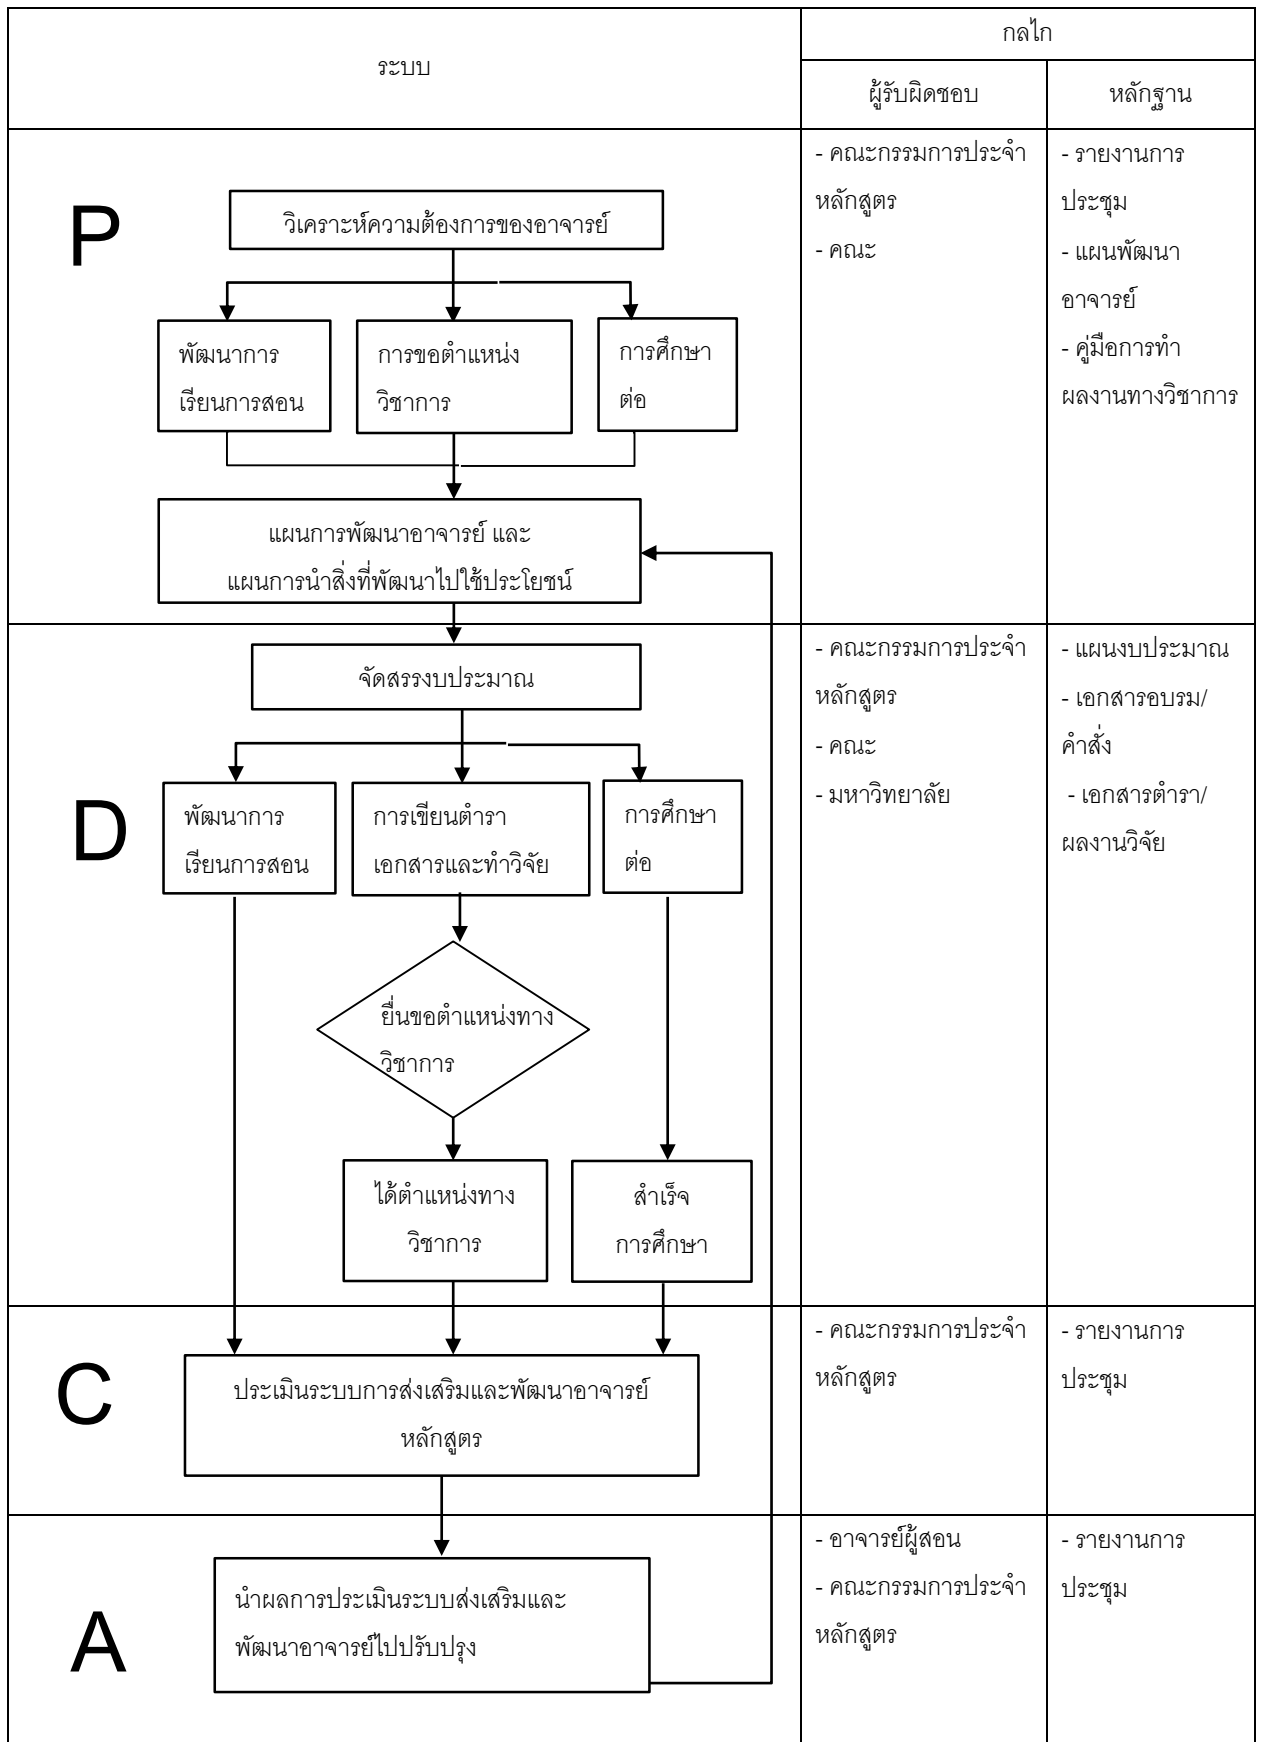 ระบบ
กลไก
ผู้รับผิดชอบ
หลักฐาน
P
วิเคราะห์ความต้องการของอาจารย์
พัฒนาการ
เรียนการสอน
การขอตำแหน่ง
วิชาการ
การศึกษา
ต่อ
แผนการพัฒนาอาจารย์ และ
แผนการนำสิ่งที่พัฒนาไปใช้ประโยชน์
- คณะกรรมการประจำ
หลักสูตร
- คณะ
- รายงานการ
ประชุม
- แผนพัฒนา
อาจารย์
- คู่มือการทำ
ผลงานทางวิชาการ
D
จัดสรรงบประมาณ
พัฒนาการ
เรียนการสอน
การเขียนตำรา
เอกสารและทำวิจัย
การศึกษา
ต่อ
ยื่นขอตำแหน่งทาง
วิชาการ
ได้ตำแหน่งทาง
วิชาการ
สำเร็จ
การศึกษา
- คณะกรรมการประจำ
หลักสูตร
- คณะ
- มหาวิทยาลัย
- แผนงบประมาณ
- เอกสารอบรม/
คำสั่ง
- เอกสารตำรา/
ผลงานวิจัย
C
ประเมินระบบการส่งเสริมและพัฒนาอาจารย์
หลักสูตร
- คณะกรรมการประจำ
หลักสูตร
- รายงานการ
ประชุม
A
นำผลการประเมินระบบส่งเสริมและ
พัฒนาอาจารย์ไปปรับปรุง
- อาจารย์ผู้สอน
- คณะกรรมการประจำ
หลักสูตร
- รายงานการ
ประชุม